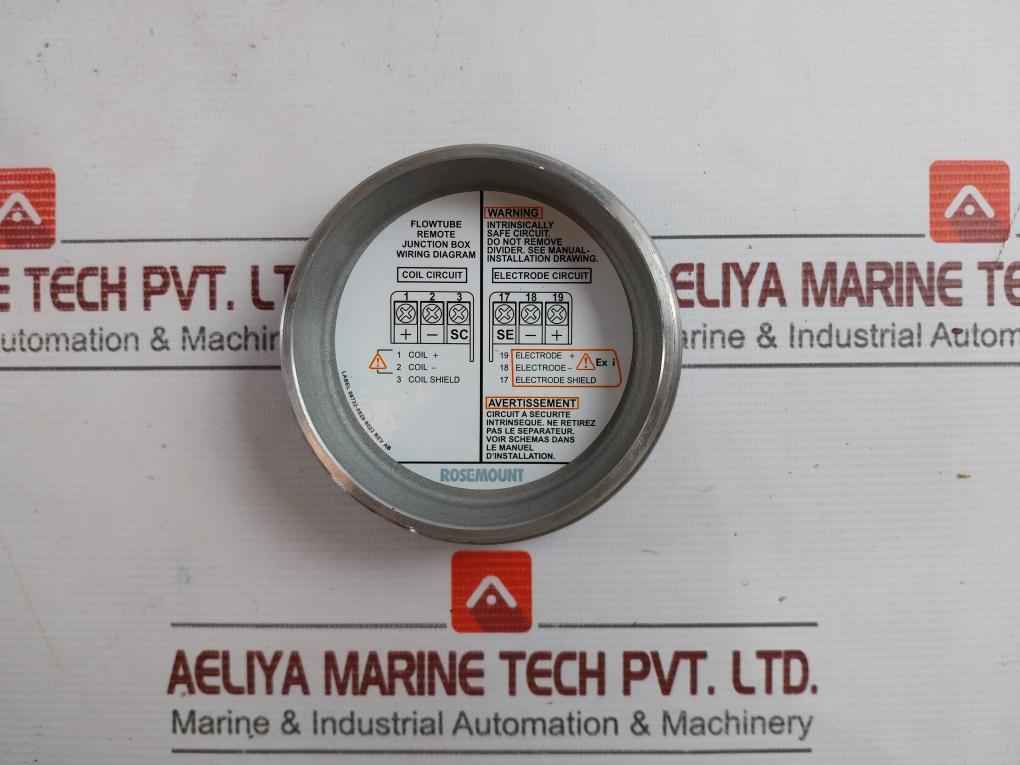 FLOWTUBE
REMOTE
JUNCTION BOX
WIRING DIAGRAM
COIL CIRCUIT
1 2 3
+ − SC
1 COIL +
2 COIL −
3 COIL SHIELD
WARNING
INTRINSICALLY
SAFE CIRCUIT.
DO NOT REMOVE
DIVIDER. SEE MANUAL-
INSTALLATION DRAWING.
ELECTRODE CIRCUIT
17 18 19
SE − +
19 ELECTRODE +
18 ELECTRODE −
17 ELECTRODE SHIELD
Ex i
AVERTISSEMENT
CIRCUIT À SECURITE
INTRINSEQUE. NE RETIREZ
PAS LE SEPARATEUR.
VOIR SCHEMAS DANS
LE MANUEL
D'INSTALLATION.
LABEL REV AB
ROSEMOUNT
E TECH PVT. LT
utomation & Machin
ELIYA MARINE TE
arine & Industrial Autom
AELIYA MARINE TECH PVT. LTD.
Marine & Industrial Automation & Machinery